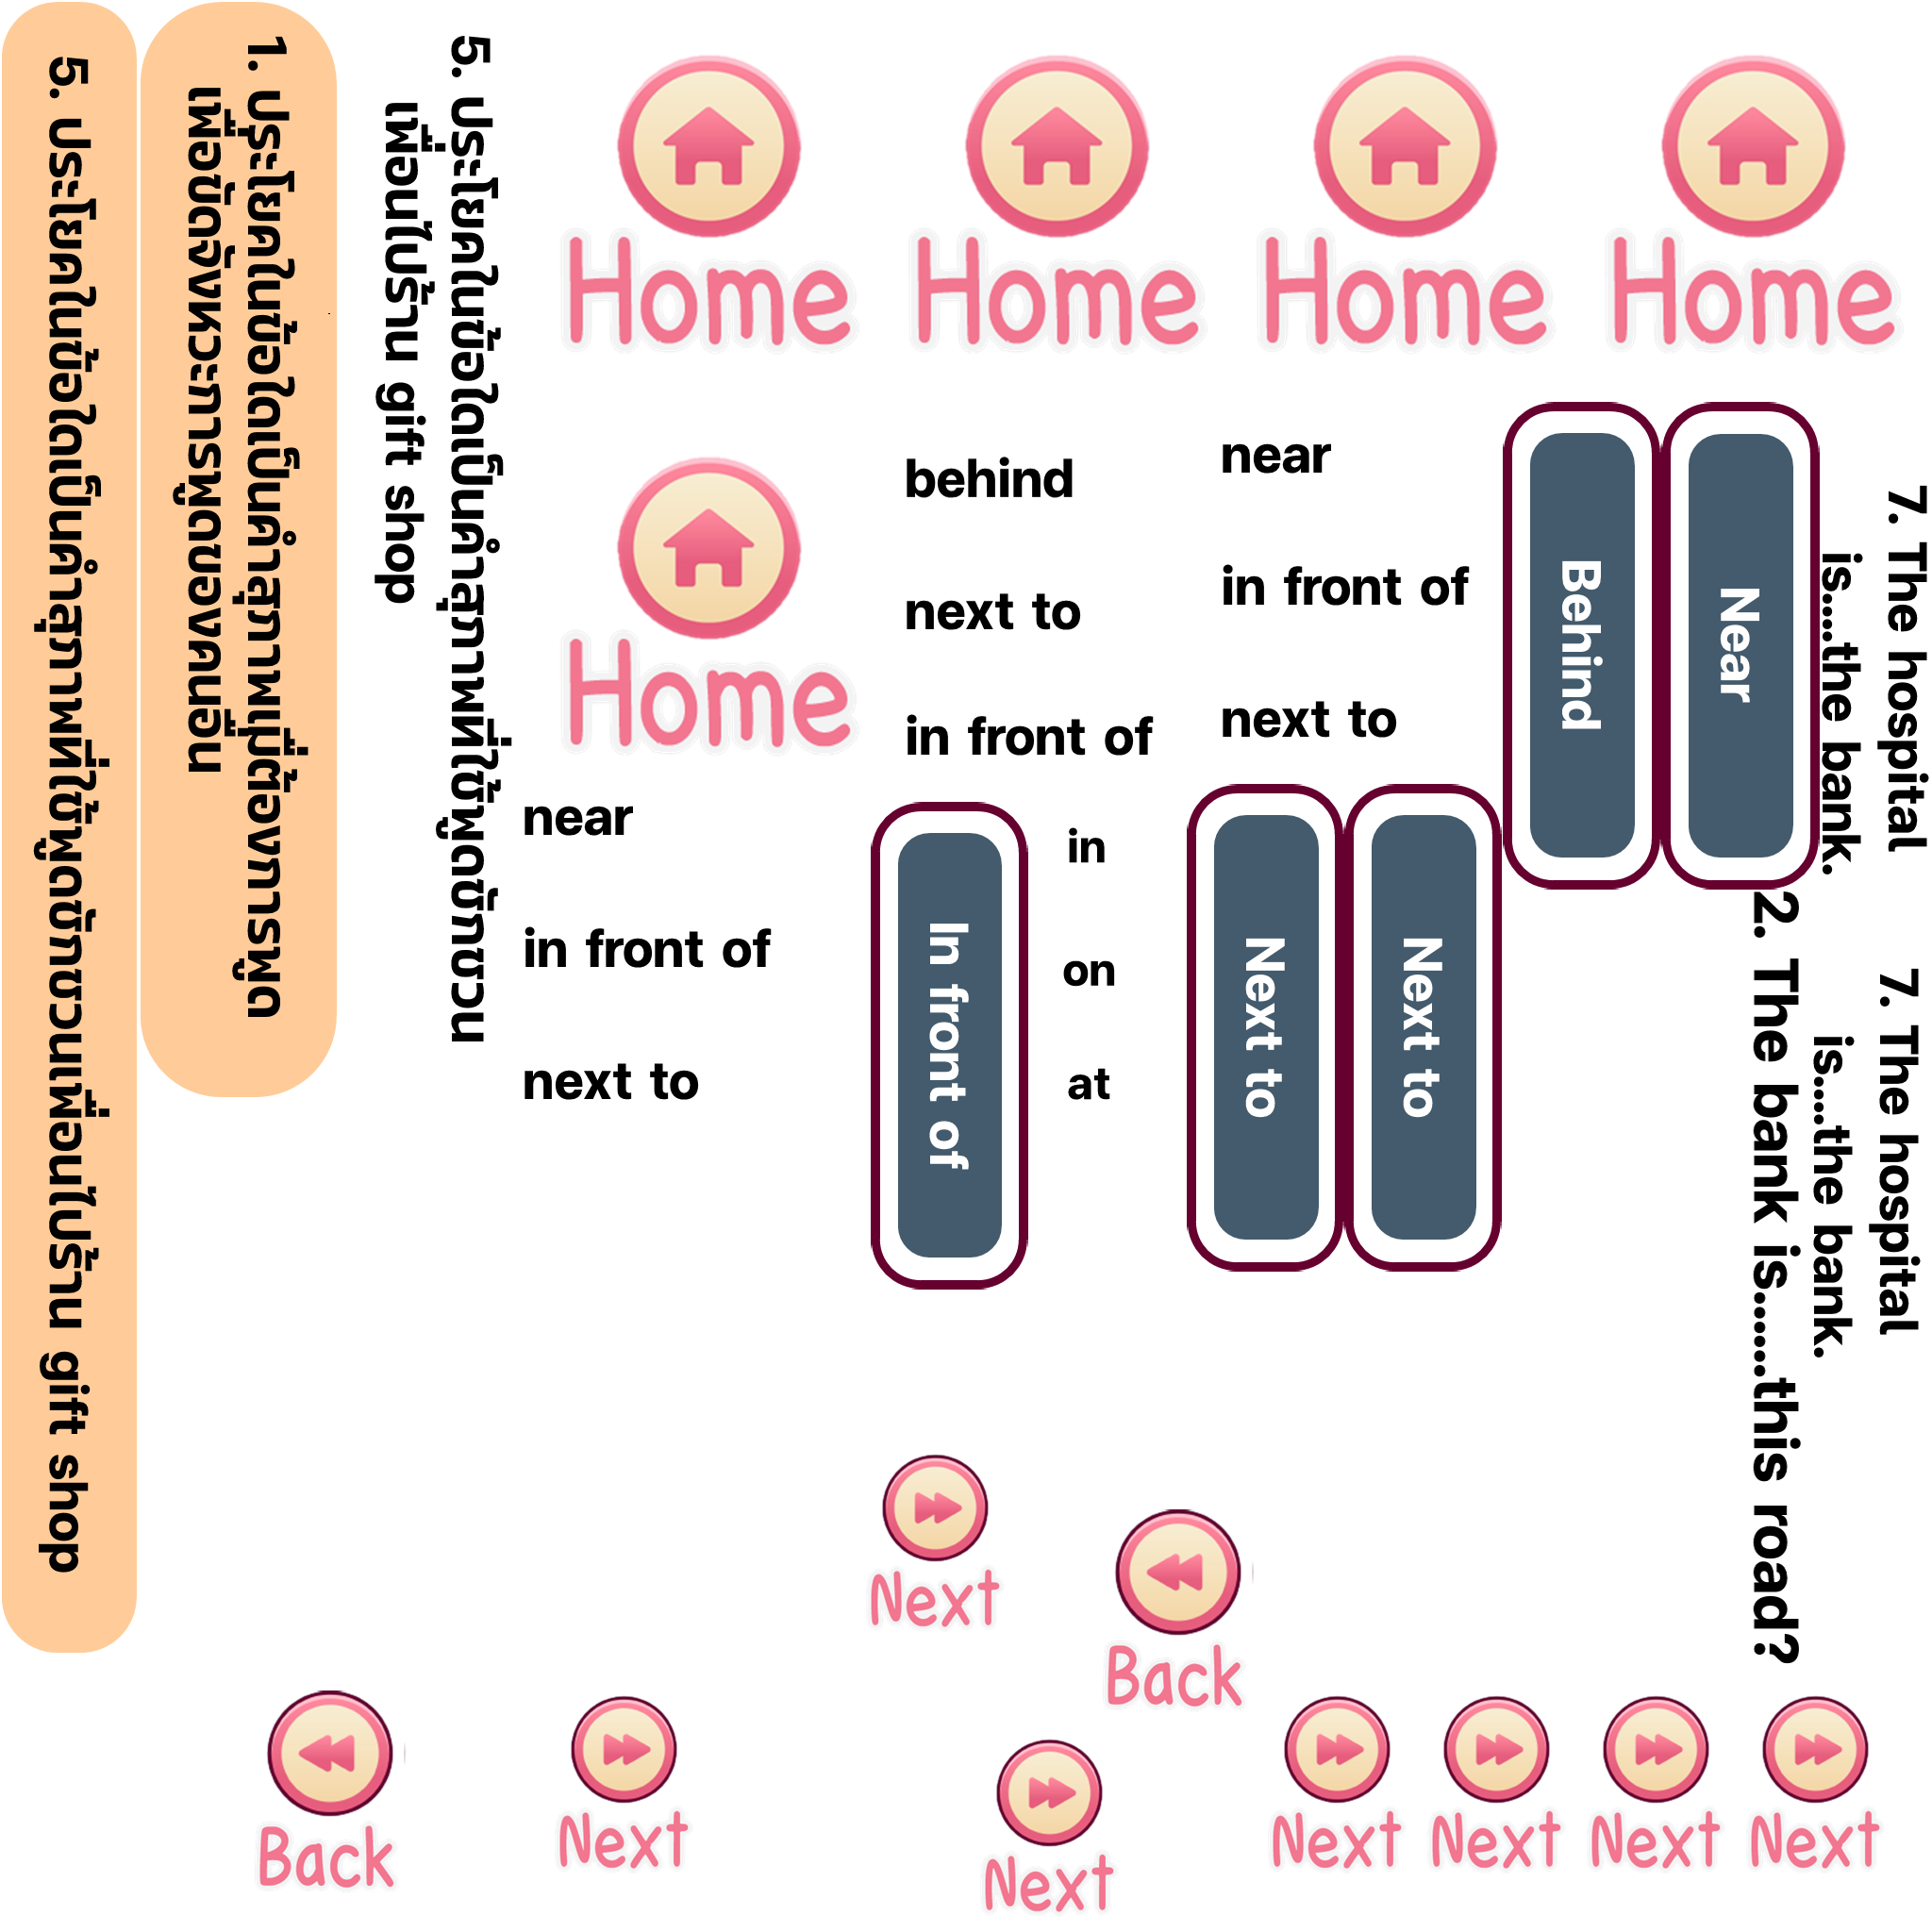 5. ประโยคในข้อใดเป็นคำสุภาพที่ใช้พูดชักชวนเพื่อนไปร้าน gift shop
1. ประโยคในข้อใดเป็นคำสุภาพเมื่อต้องการพูด
เพื่อขัดจังหวะการพูดของคนอื่น
5. ประโยคในข้อใดเป็นคำสุภาพที่ใช้พูดชักชวน
เพื่อนไปร้าน gift shop
Home
Home
Home
Home
Home
behind
next to
in front of
near
in front of
next to
Behind
Near
7. The hospital
is....the bank.
near
in front of
next to
In front of
in
on
at
Next to
Next to
2. The bank is.......this road?
7. The hospital
is....the bank.
Next
Back
Back
Next
Next
Next
Next
Next
Next